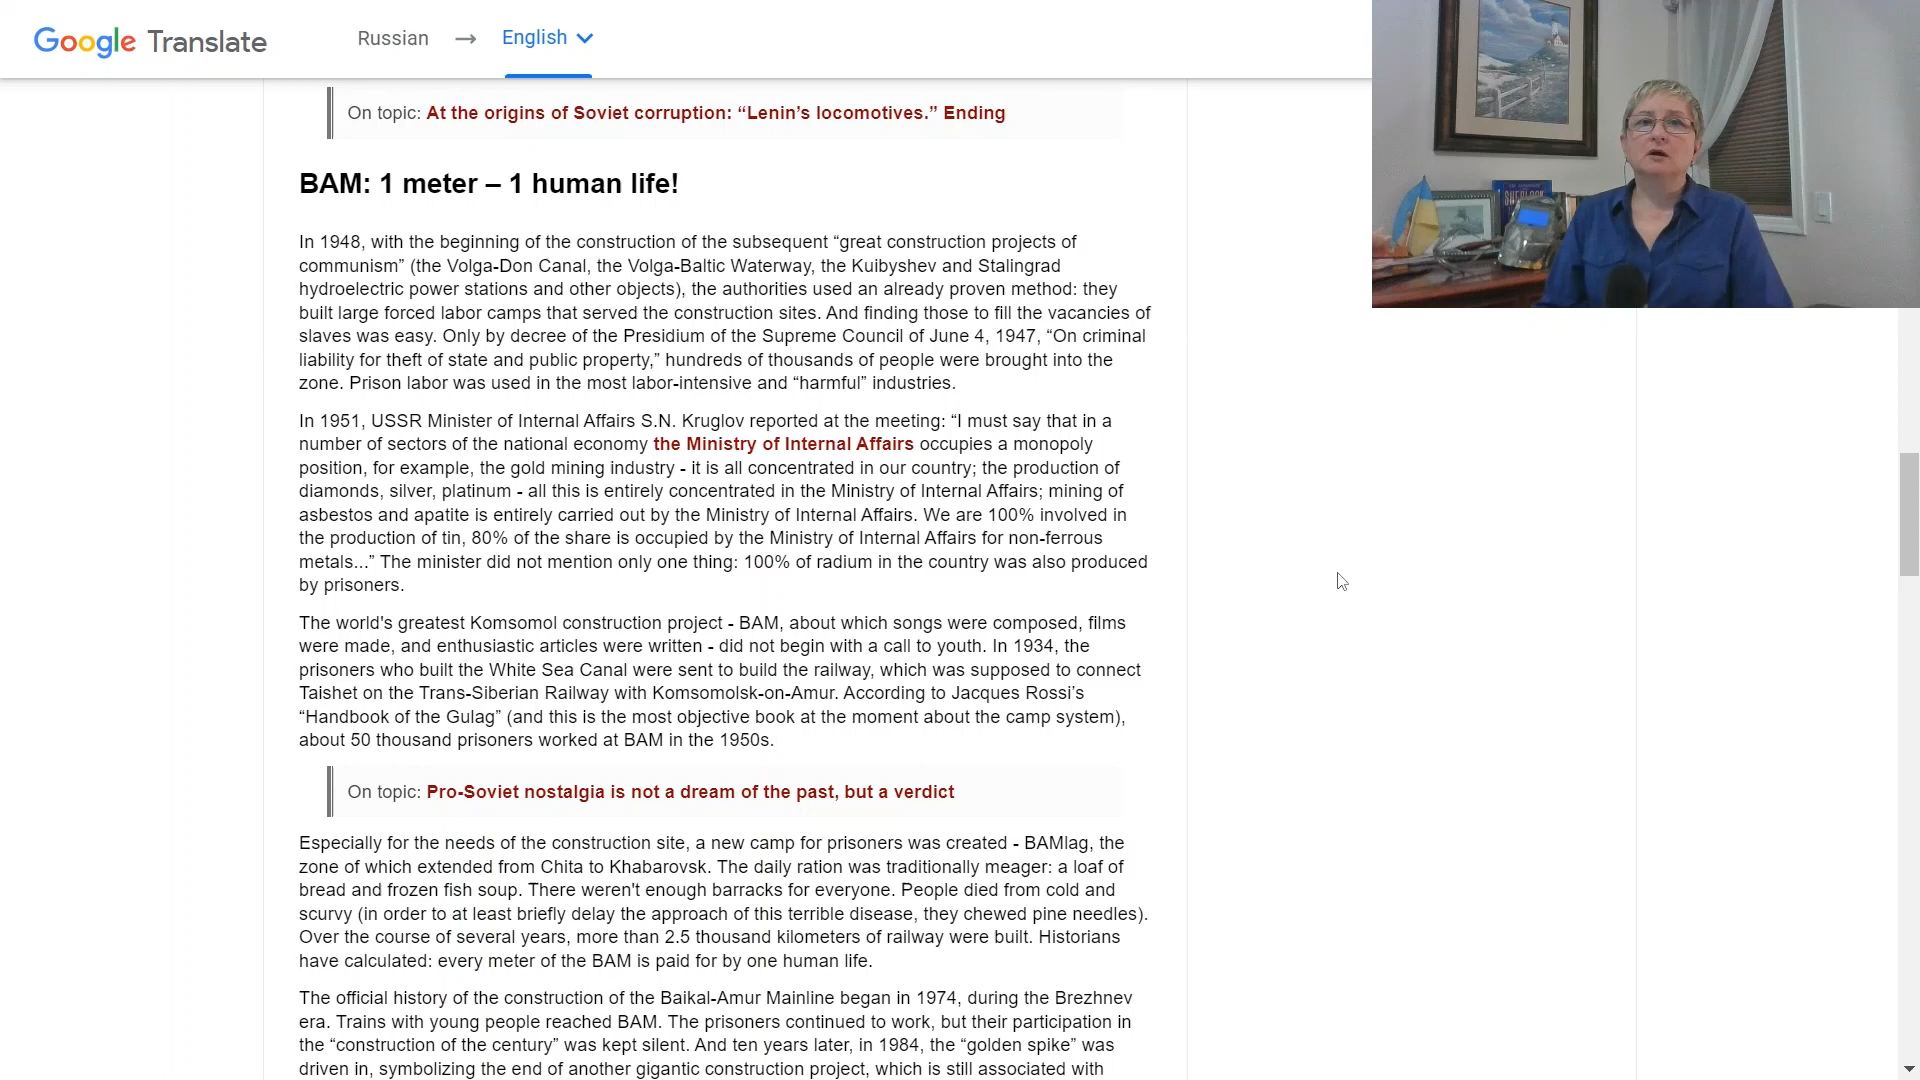 Google Translate
Russian → English
On topic: At the origins of Soviet corruption: “Lenin’s locomotives.” Ending
BAM: 1 meter – 1 human life!
In 1948, with the beginning of the construction of the subsequent “great construction projects of
communism” (the Volga-Don Canal, the Volga-Baltic Waterway, the Kuibyshev and Stalingrad
hydroelectric power stations and other objects), the authorities used an already proven method: they
built large forced labor camps that served the construction sites. And finding those to fill the vacancies of
slaves was easy. Only by decree of the Presidium of the Supreme Council of June 4, 1947, “On criminal
liability for theft of state and public property,” hundreds of thousands of people were brought into the
zone. Prison labor was used in the most labor-intensive and “harmful” industries.
In 1951, USSR Minister of Internal Affairs S.N. Kruglov reported at the meeting: “I must say that in a
number of sectors of the national economy the Ministry of Internal Affairs occupies a monopoly
position, for example, the gold mining industry - it is all concentrated in our country; the production of
diamonds, silver, platinum - all this is entirely concentrated in the Ministry of Internal Affairs; mining of
asbestos and apatite is entirely carried out by the Ministry of Internal Affairs. We are 100% involved in
the production of tin, 80% of the share is occupied by the Ministry of Internal Affairs for non-ferrous
metals...” The minister did not mention only one thing: 100% of radium in the country was also produced
by prisoners.
The world's greatest Komsomol construction project - BAM, about which songs were composed, films
were made, and enthusiastic articles were written - did not begin with a call to youth. In 1934, the
prisoners who built the White Sea Canal were sent to build the railway, which was supposed to connect
Taishet on the Trans-Siberian Railway with Komsomolsk-on-Amur. According to Jacques Rossi’s
“Handbook of the Gulag” (and this is the most objective book at the moment about the camp system),
about 50 thousand prisoners worked at BAM in the 1950s.
On topic: Pro-Soviet nostalgia is not a dream of the past, but a verdict
Especially for the needs of the construction site, a new camp for prisoners was created - BAMlag, the
zone of which extended from Chita to Khabarovsk. The daily ration was traditionally meager: a loaf of
bread and frozen fish soup. There weren't enough barracks for everyone. People died from cold and
scurvy (in order to at least briefly delay the approach of this terrible disease, they chewed pine needles).
Over the course of several years, more than 2.5 thousand kilometers of railway were built. Historians
have calculated: every meter of the BAM is paid for by one human life.
The official history of the construction of the Baikal-Amur Mainline began in 1974, during the Brezhnev
era. Trains with young people reached BAM. The prisoners continued to work, but their participation in
the “construction of the century” was kept silent. And ten years later, in 1984, the “golden spike” was
driven in, symbolizing the end of another gigantic construction project, which is still associated with